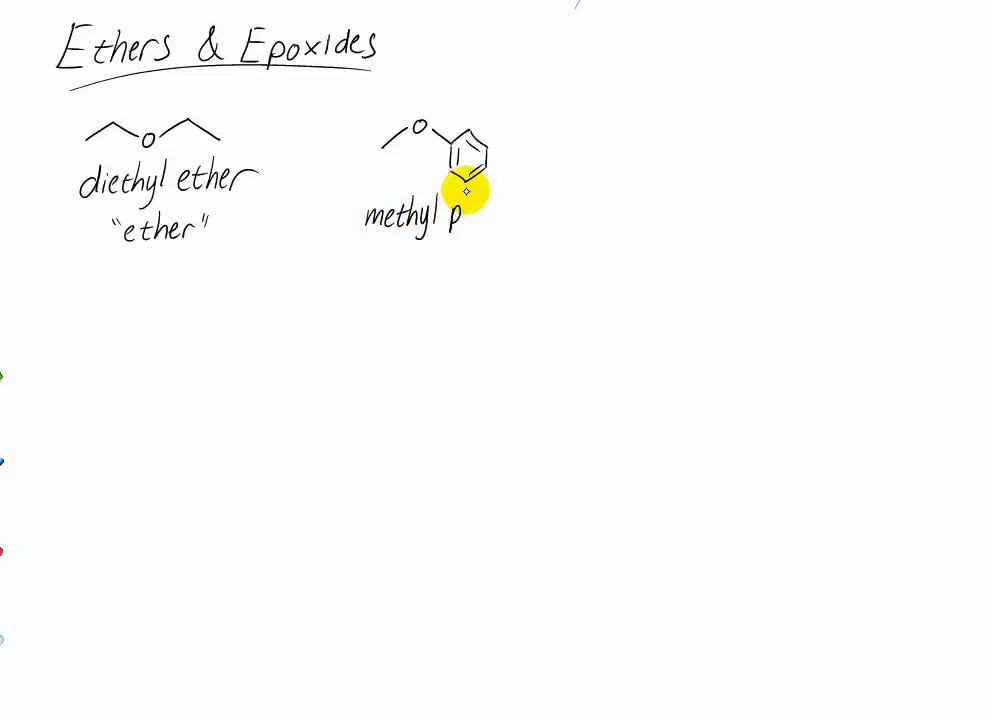 Ethers & Epoxides
O
O
diethyl ether
"ether"
methyl p